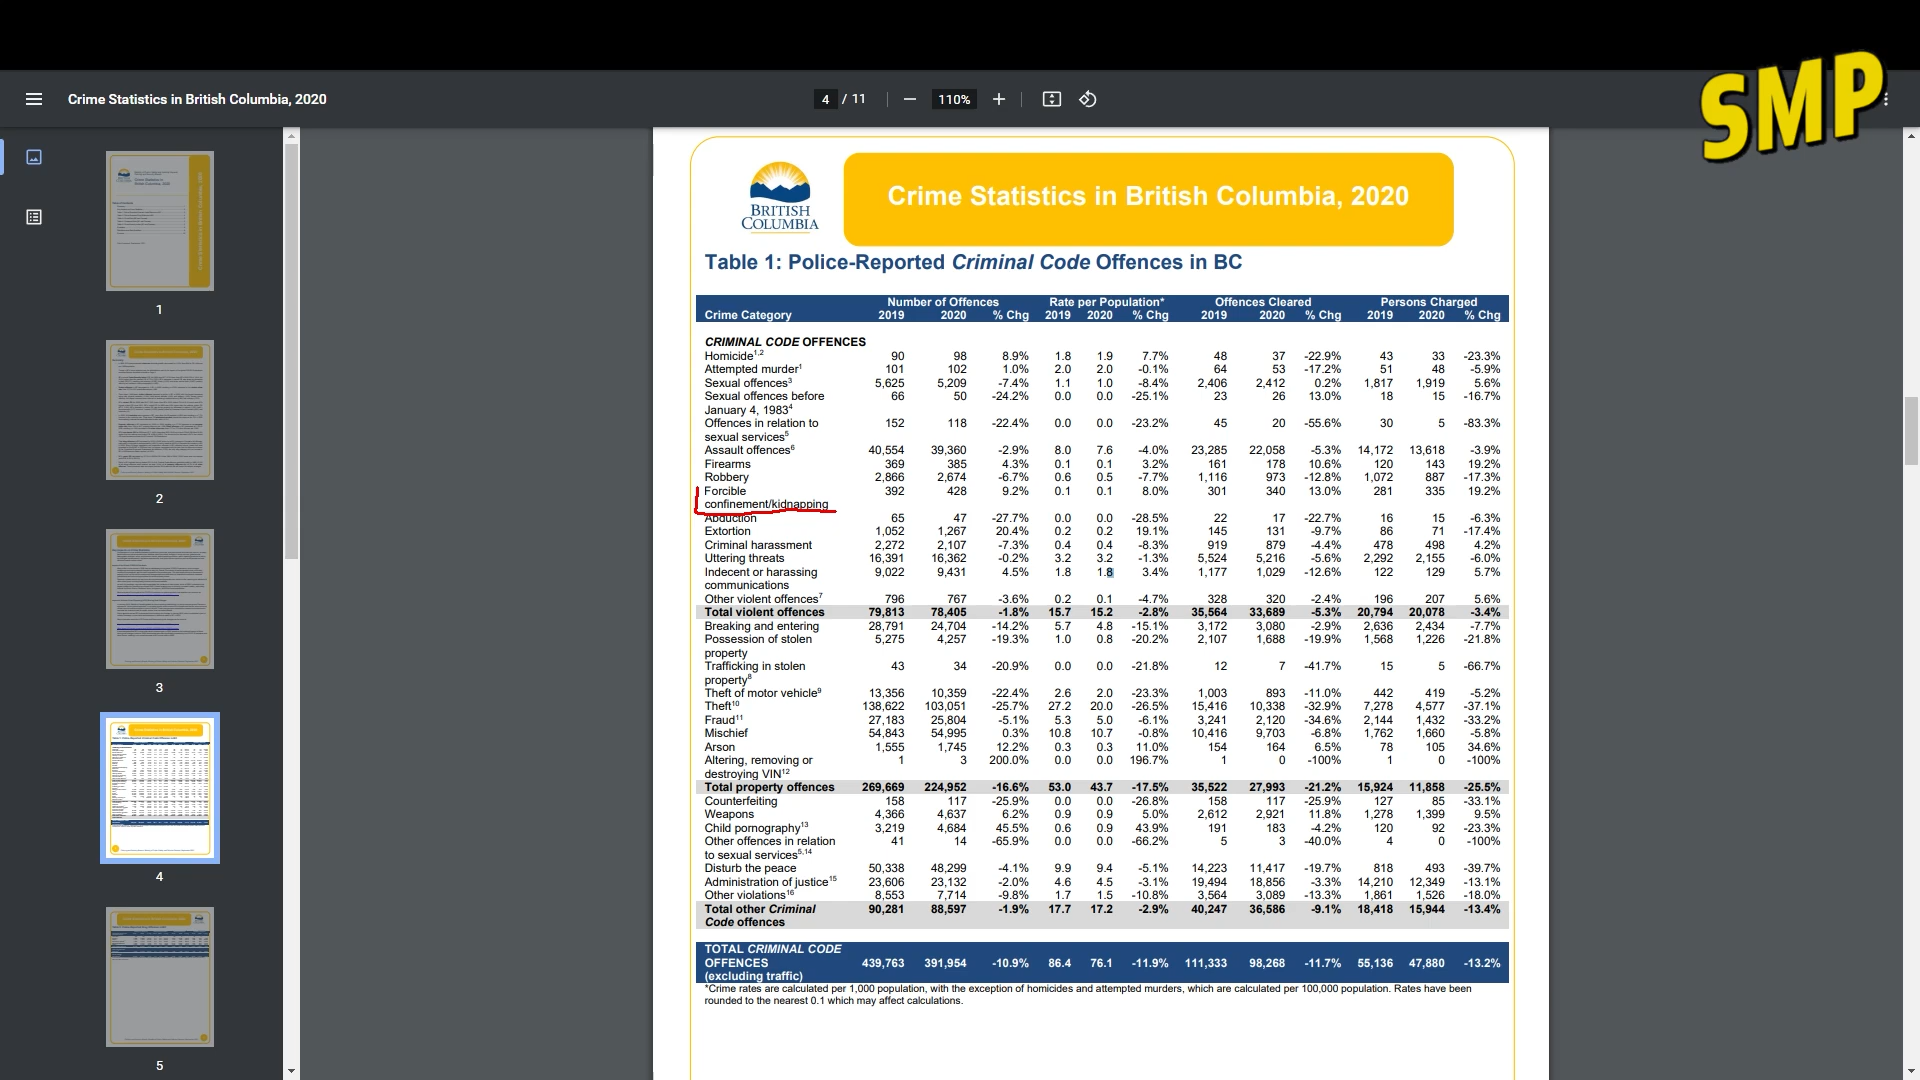 SMP
Crime Statistics in British Columbia, 2020
4 / 11
110%
1
2
3
4
5
BRITISH
COLUMBIA
Crime Statistics in British Columbia, 2020
Table 1: Police-Reported Criminal Code Offences in BC
Number of Offences Rate per Population* Offences Cleared Persons Charged
Crime Category 2019 2020 % Chg 2019 2020 % Chg 2019 2020 % Chg 2019 2020 % Chg
CRIMINAL CODE OFFENCES
Homicide1,2 90 98 8.9% 1.8 1.9 7.7% 48 37 -22.9% 43 33 -23.3%
Attempted murder1 101 102 1.0% 2.0 2.0 -0.1% 64 53 -17.2% 51 48 -5.9%
Sexual offences3 5,625 5,209 -7.4% 1.1 1.0 -8.4% 2,406 2,412 0.2% 1,817 1,919 5.6%
Sexual offences before 66 50 -24.2% 0.0 0.0 -25.1% 23 26 13.0% 18 15 -16.7%
January 4, 19834
Offences in relation to 152 118 -22.4% 0.0 0.0 -23.2% 45 20 -55.6% 30 5 -83.3%
sexual services5
Assault offences6 40,554 39,360 -2.9% 8.0 7.6 -4.0% 23,285 22,058 -5.3% 14,172 13,618 -3.9%
Firearms 369 385 4.3% 0.1 0.1 3.2% 161 178 10.6% 120 143 19.2%
Robbery 2,866 2,674 -6.7% 0.6 0.5 -7.7% 1,116 973 -12.8% 1,072 887 -17.3%
Forcible 392 428 9.2% 0.1 0.1 8.0% 301 340 13.0% 281 335 19.2%
confinement/kidnapping
Abduction 65 47 -27.7% 0.0 0.0 -28.5% 22 17 -22.7% 16 15 -6.3%
Extortion 1,052 1,267 20.4% 0.2 0.2 19.1% 145 131 -9.7% 86 71 -17.4%
Criminal harassment 2,272 2,107 -7.3% 0.4 0.4 -8.3% 919 879 -4.4% 478 498 4.2%
Uttering threats 16,391 16,362 -0.2% 3.2 3.2 -1.3% 5,524 5,216 -5.6% 2,292 2,155 -6.0%
Indecent or harassing 9,022 9,431 4.5% 1.8 1.8 3.4% 1,177 1,029 -12.6% 122 129 5.7%
communications
Other violent offences7 796 767 -3.6% 0.2 0.1 -4.7% 328 320 -2.4% 196 207 5.6%
Total violent offences 79,813 78,405 -1.8% 15.7 15.2 -2.8% 35,564 33,689 -5.3% 20,794 20,078 -3.4%
Breaking and entering 28,791 24,704 -14.2% 5.7 4.8 -15.1% 3,172 3,080 -2.9% 2,636 2,434 -7.7%
Possession of stolen 5,275 4,257 -19.3% 1.0 0.8 -20.2% 2,107 1,688 -19.9% 1,568 1,226 -21.8%
property
Trafficking in stolen 43 34 -20.9% 0.0 0.0 -21.8% 12 7 -41.7% 15 5 -66.7%
property8
Theft of motor vehicle9 13,356 10,359 -22.4% 2.6 2.0 -23.3% 1,003 893 -11.0% 442 419 -5.2%
Theft10 138,622 103,051 -25.7% 27.2 20.0 -26.5% 15,416 10,338 -32.9% 7,278 4,577 -37.1%
Fraud11 27,183 25,804 -5.1% 5.3 5.0 -6.1% 3,241 2,120 -34.6% 2,144 1,432 -33.2%
Mischief 54,843 54,995 0.3% 10.8 10.7 -0.8% 10,416 9,703 -6.8% 1,762 1,660 -5.8%
Arson 1,555 1,745 12.2% 0.3 0.3 11.0% 154 164 6.5% 78 105 34.6%
Altering, removing or 1 3 200.0% 0.0 0.0 196.7% 1 0 -100% 1 0 -100%
destroying VIN12
Total property offences 269,669 224,952 -16.6% 53.0 43.7 -17.5% 35,522 27,993 -21.2% 15,924 11,858 -25.5%
Counterfeiting 158 117 -25.9% 0.0 0.0 -26.8% 158 117 -25.9% 127 85 -33.1%
Weapons 4,366 4,637 6.2% 0.9 0.9 5.0% 2,612 2,921 11.8% 1,278 1,399 9.5%
Child pornography13 3,219 4,684 45.5% 0.6 0.9 43.9% 191 183 -4.2% 120 92 -23.3%
Other offences in relation 41 14 -65.9% 0.0 0.0 -66.2% 5 3 -40.0% 4 0 -100%
to sexual services5,14
Disturb the peace 50,338 48,299 -4.1% 9.9 9.4 -5.1% 14,223 11,417 -19.7% 818 493 -39.7%
Administration of justice15 23,606 23,132 -2.0% 4.6 4.5 -3.1% 19,494 18,856 -3.3% 14,210 12,349 -13.1%
Other violations16 8,553 7,714 -9.8% 1.7 1.5 -10.8% 3,564 3,089 -13.3% 1,861 1,526 -18.0%
Total other Criminal 90,281 88,597 -1.9% 17.7 17.2 -2.9% 40,247 36,586 -9.1% 18,418 15,944 -13.4%
Code offences
TOTAL CRIMINAL CODE
OFFENCES 439,763 391,954 -10.9% 86.4 76.1 -11.9% 111,333 98,268 -11.7% 55,136 47,880 -13.2%
(excluding traffic)
*Crime rates are calculated per 1,000 population, with the exception of homicides and attempted murders, which are calculated per 100,000 population. Rates have been
rounded to the nearest 0.1 which may affect calculations.